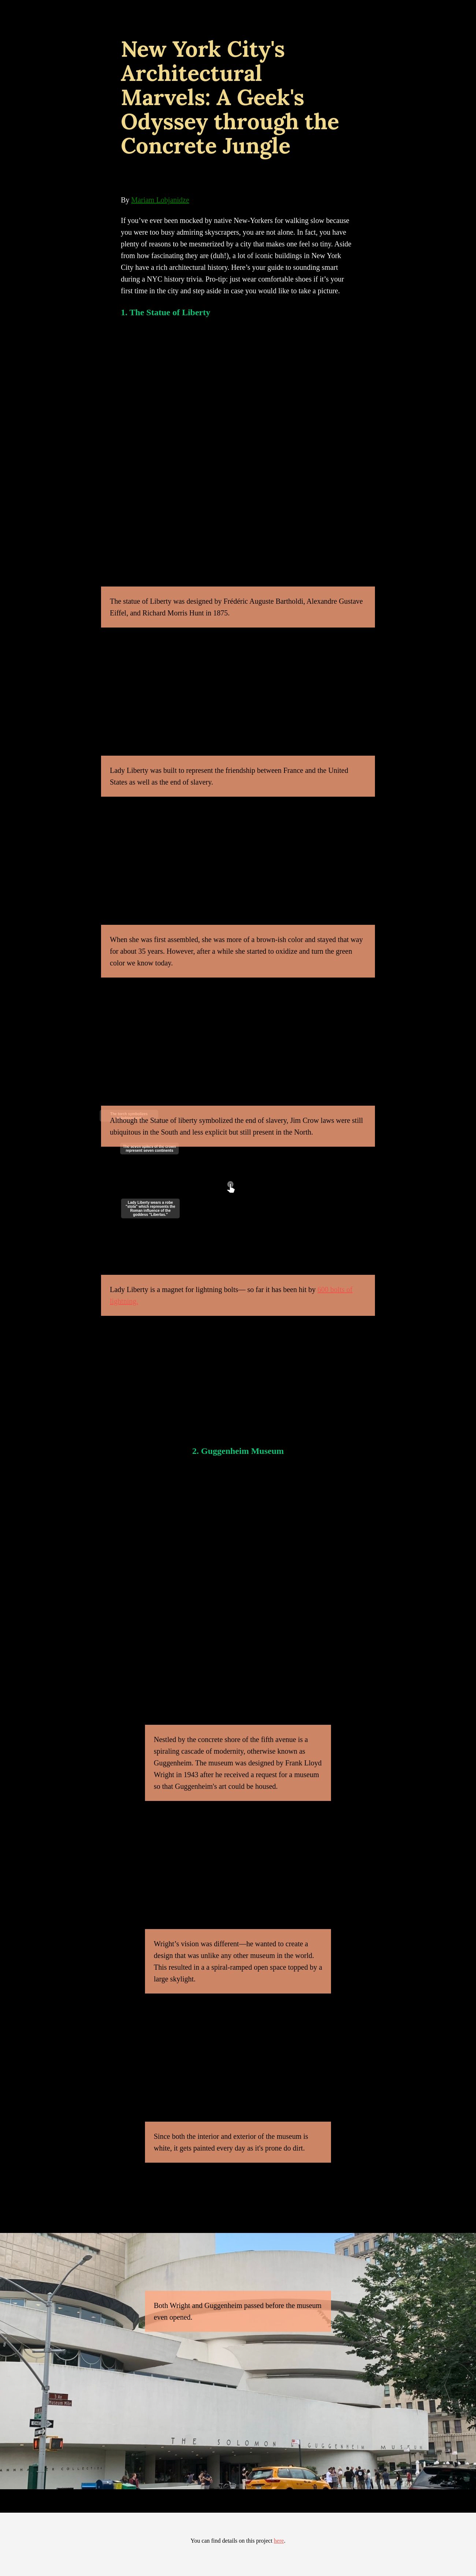 New York City's
Architectural
Marvels: A Geek's
Odyssey through the
Concrete Jungle
By Mariam Lobjanidze
If you've ever been mocked by native New-Yorkers for walking slow because
you were too busy admiring skyscrapers, you are not alone. In fact, you have
plenty of reasons to be mesmerized by a city that makes one feel so tiny. Aside
from how fascinating they are (duh!), a lot of iconic buildings in New York
City have a rich architectural history. Here's your guide to sounding smart
during a NYC history trivia. Pro-tip: just wear comfortable shoes if it's your
first time in the city and step aside in case you would like to take a picture.
1. The Statue of Liberty
The statue of Liberty was designed by Frédéric Auguste Bartholdi, Alexandre Gustave
Eiffel, and Richard Morris Hunt in 1875.
Lady Liberty was built to represent the friendship between France and the United
States as well as the end of slavery.
When she was first assembled, she was more of a brown-ish color and stayed that way
for about 35 years. However, after a while she started to oxidize and turn the green
color we know today.
The torch symbolizes
Although the Statue of liberty symbolized the end of slavery, Jim Crow laws were still
ubiquitous in the South and less explicit but still present in the North.
The seven spikes of the crown
represent seven continents
Lady Liberty wears a robe
"stola" which represents the
Roman influence of the
goddess "Libertas."
Lady Liberty is a magnet for lightning bolts— so far it has been hit by
2. Guggenheim Museum
Nestled by the concrete shore of the fifth avenue is a
spiraling cascade of modernity, otherwise known as
Guggenheim. The museum was designed by Frank Lloyd
Wright in 1943 after he received a request for a museum
so that Guggenheim's art could be housed.
Wright's vision was different—he wanted to create a
design that was unlike any other museum in the world.
This resulted in a a spiral-ramped open space topped by a
large skylight.
Since both the interior and exterior of the museum is
white, it gets painted every day as it's prone do dirt.
Both Wright and Guggenheim passed before the museum
even opened.
THE SOLOMON R GUGGENHEIM MUSEUM
You can find details on this project here.